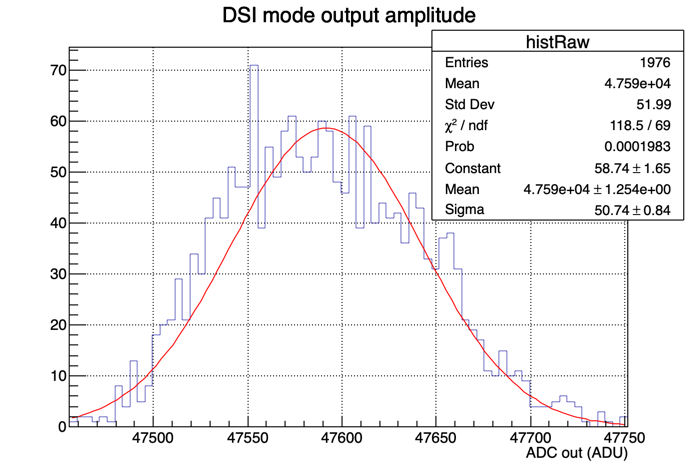 DSI mode output amplitude
histRaw
Entries 1976
Mean 4.759e+04
Std Dev 51.99
χ² / ndf 118.5 / 69
Prob 0.0001983
Constant 58.74 ± 1.65
Mean 4.759e+04 ± 1.254e+00
Sigma 50.74 ± 0.84
70
60
50
40
30
20
10
0
47500 47550 47600 47650 47700 47750
ADC out (ADU)